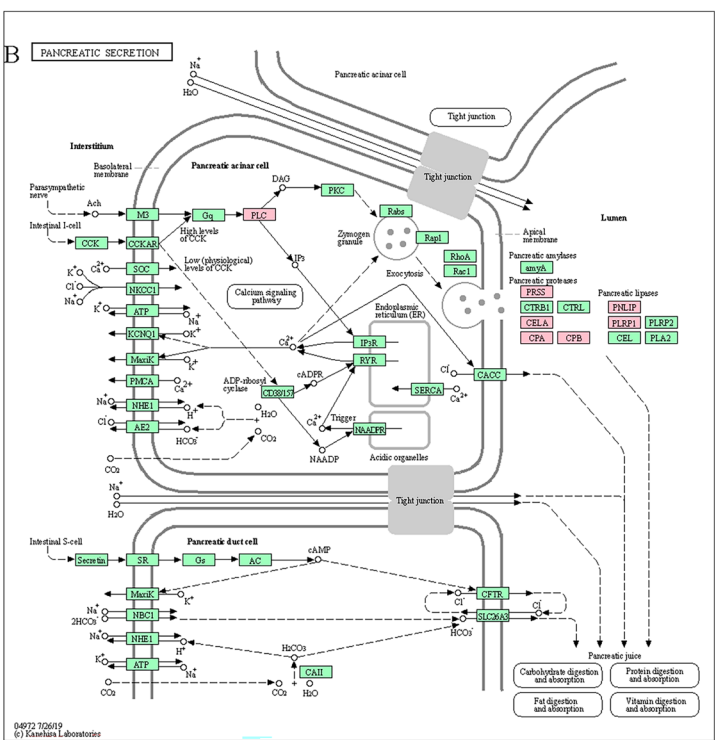 B
PANCREATIC SECRETION
Na+
H2O
Pancreatic acinar cell
Tight junction
Interstitium
Basolateral
membrane
Pancreatic acinar cell
Tight junction
Parasympathetic
nerve
Ach
M3
Gq
PLC
DAG
PKC
Rabs
Lumen
Intestinal I-cell
CCK
CCKAR
High levels
of CCK
Zymogen
granule
Rap1
Apical
membrane
Low (physiological)
levels of CCK
IP3
RhoA
Rac1
Exocytosis
Pancreatic amylases
amyA
Pancreatic proteases
PRSS
CTRB1
CTRL
CELA
CPA
CPB
Pancreatic lipases
PNLIP
PLRP1
PLRP2
CEL
PLA2
Ca2+
SOC
K+
Cl-
Na+
NKCC1
Calcium signaling
pathway
K+
ATP
Na+
KCNQ1
K+
Ca2+
Endoplasmic
reticulum (ER)
IP3R
RYR
MaxiK
K+
PMCA
Ca2+
ADP-ribosyl
cyclase
cADPR
CD38/157
SERCA
Ca2+
Cl-
CACC
Na+
NHE1
H+
H2O
+
CO2
Cl-
AE2
HCO3-
CO2
Ca2+
Trigger
NAADPR
NAADP
Acidic organelles
Na+
H2O
Tight junction
Intestinal S-cell
Pancreatic duct cell
Secretin
SR
Gs
AC
cAMP
MaxiK
K+
CFTR
Cl-
Cl-
Na+
2HCO3-
NBC1
HCO3-
SLC26A3
Na+
NHE1
H+
H2CO3
K+
ATP
Na+
CAII
+
CO2
CO2
H2O
Pancreatic juice
Carbohydrate digestion
and absorption
Protein digestion
and absorption
Fat digestion
and absorption
Vitamin digestion
and absorption
04972 7/26/19
(c) Kanehisa Laboratories